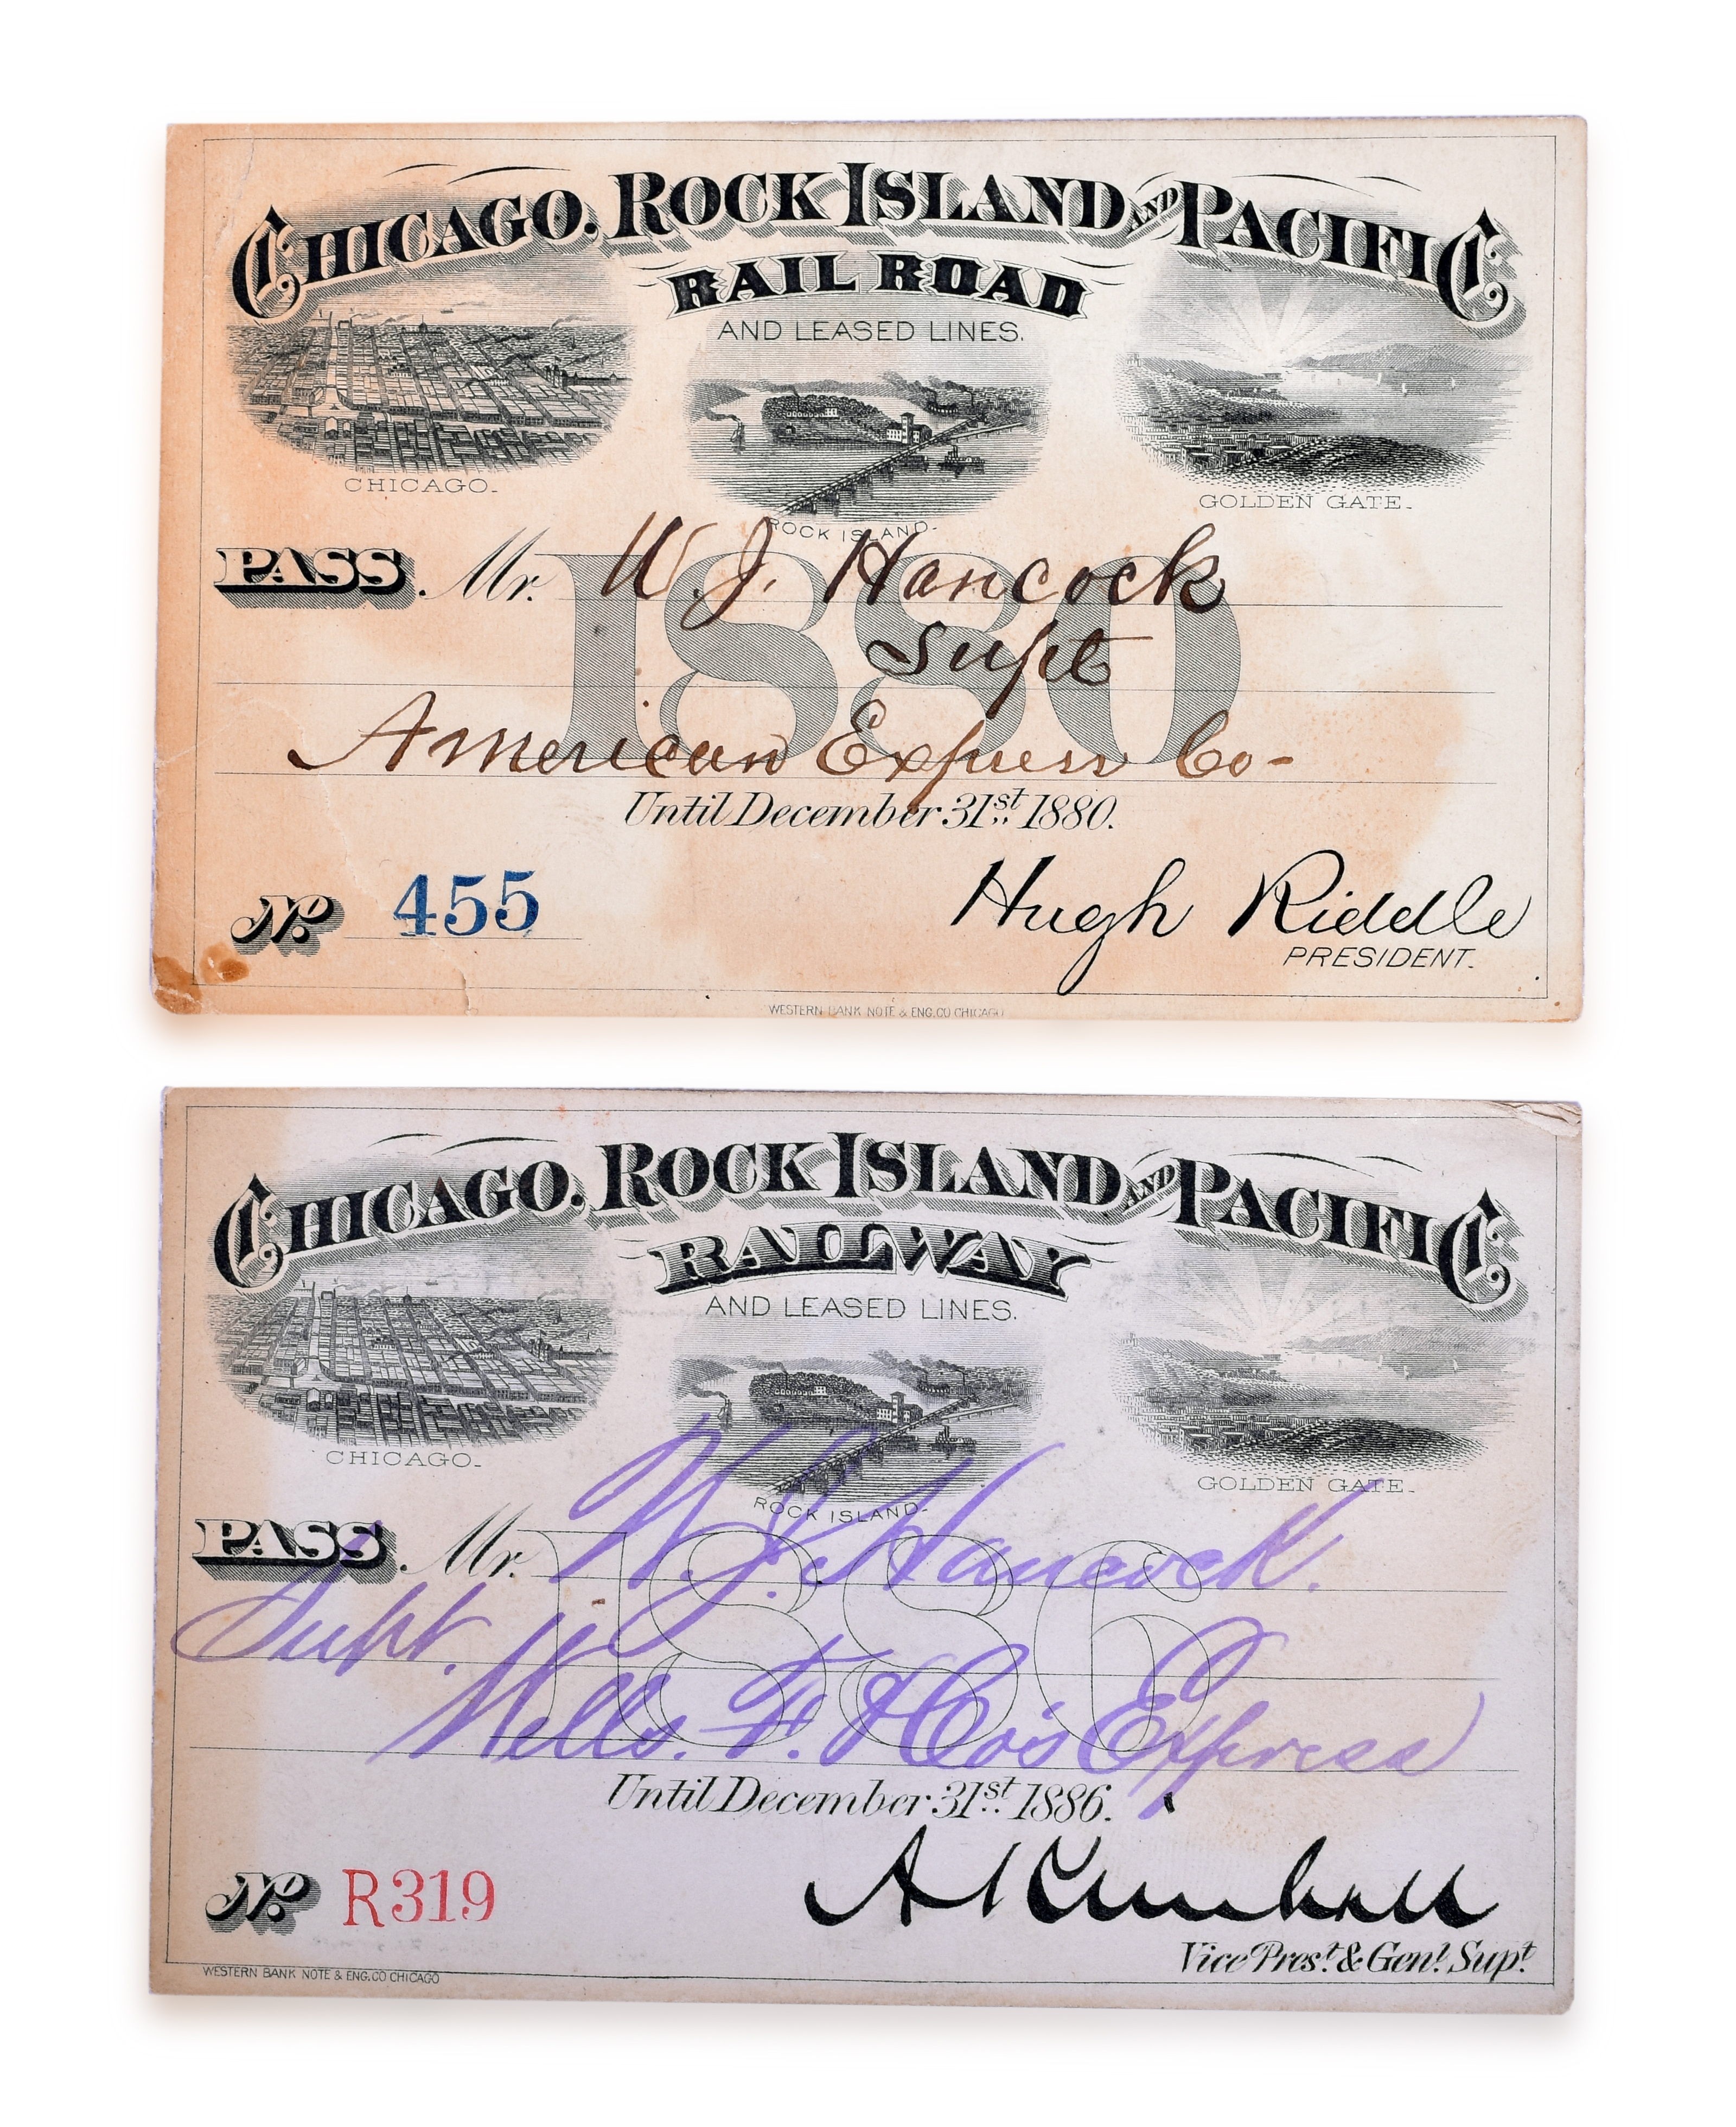 CHICAGO, ROCK ISLAND AND PACIFIC
RAIL ROAD
AND LEASED LINES.
CHICAGO.
ROCK ISLAND.
GOLDEN GATE.
PASS. Mr. W. J. Hancock
Supt
American Express Co-
1880
Until December 31st 1880.
No. 455
Hugh Riddle
PRESIDENT.
WESTERN BANK NOTE & ENG. CO CHICAGO
CHICAGO, ROCK ISLAND AND PACIFIC
RAILWAY
AND LEASED LINES.
CHICAGO.
ROCK ISLAND.
GOLDEN GATE.
PASS. Mr. W. J. Hancock.
Supt.
Wells. F. & Co's Express
1886
Until December 31st 1886.
No. R319
A Kimball
Vice Prest. & Genl. Supt.
WESTERN BANK NOTE & ENG. CO CHICAGO